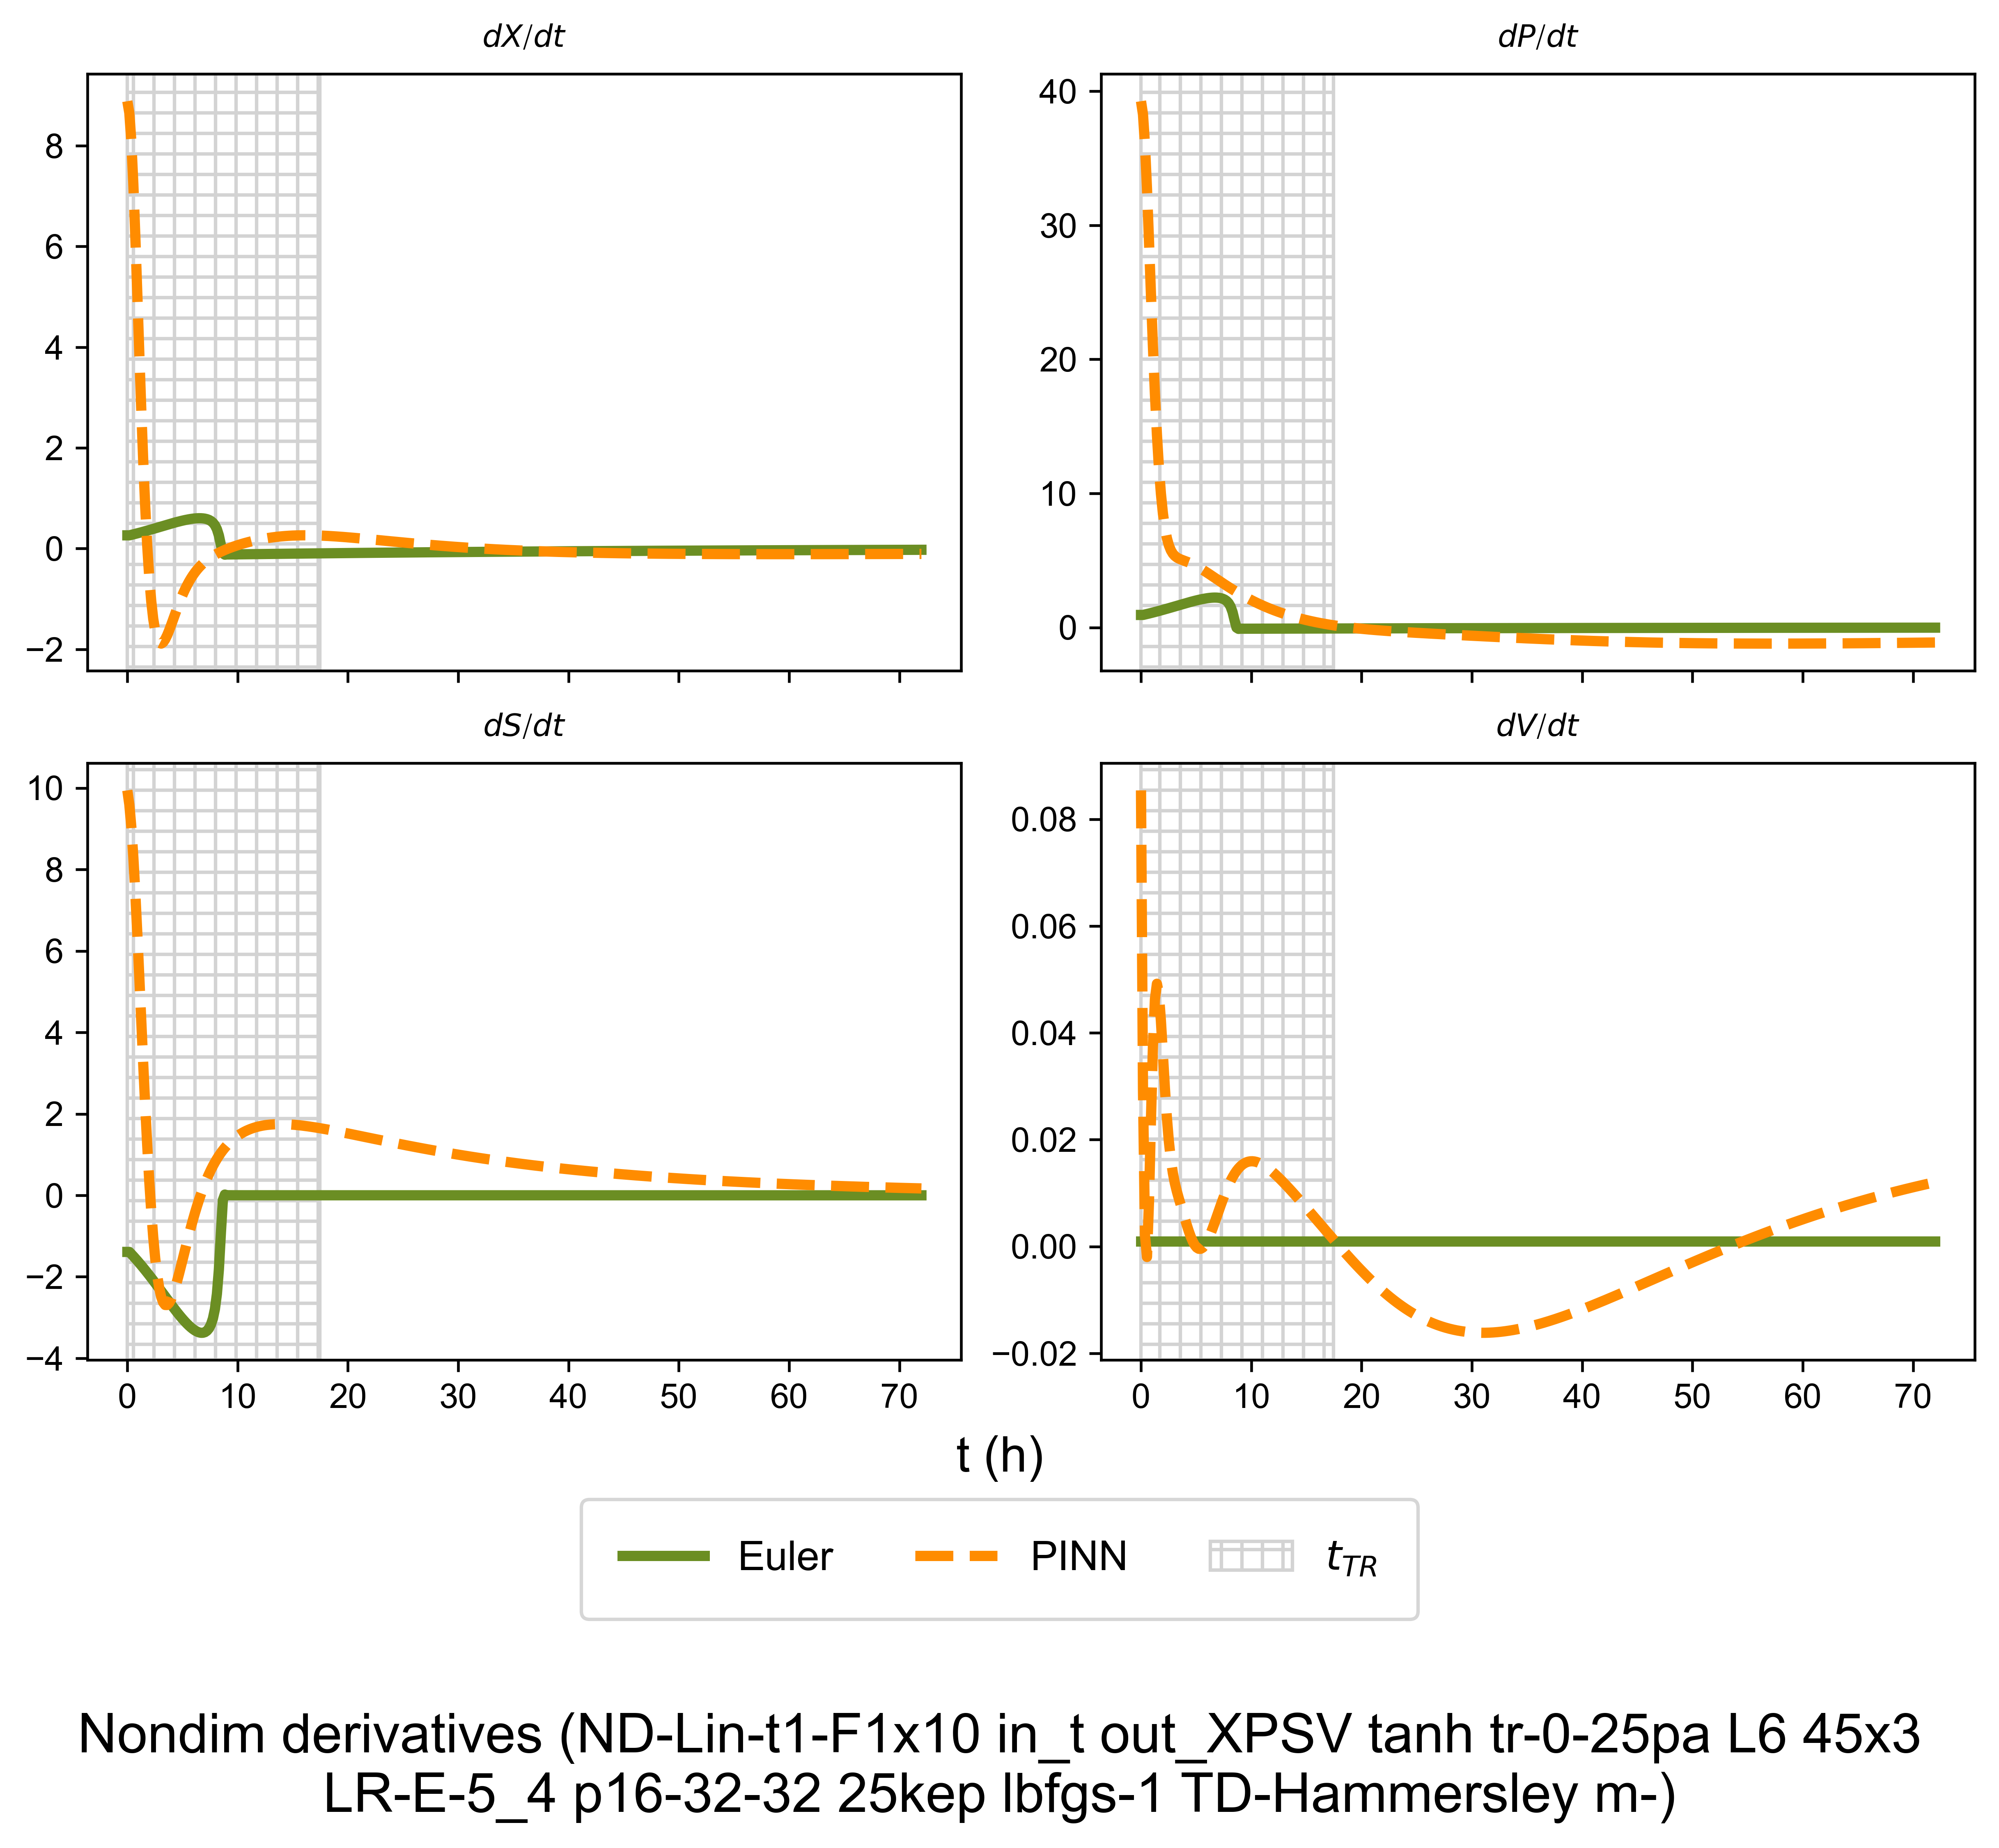 dX/dt
dP/dt
8
6
4
2
0
−2
40
30
20
10
0
dS/dt
dV/dt
10
8
6
4
2
0
−2
−4
0.08
0.06
0.04
0.02
0.00
−0.02
0 10 20 30 40 50 60 70
0 10 20 30 40 50 60 70
t (h)
Euler PINN t_TR
Nondim derivatives (ND-Lin-t1-F1x10 in_t out_XPSV tanh tr-0-25pa L6 45x3
LR-E-5_4 p16-32-32 25kep lbfgs-1 TD-Hammersley m-)